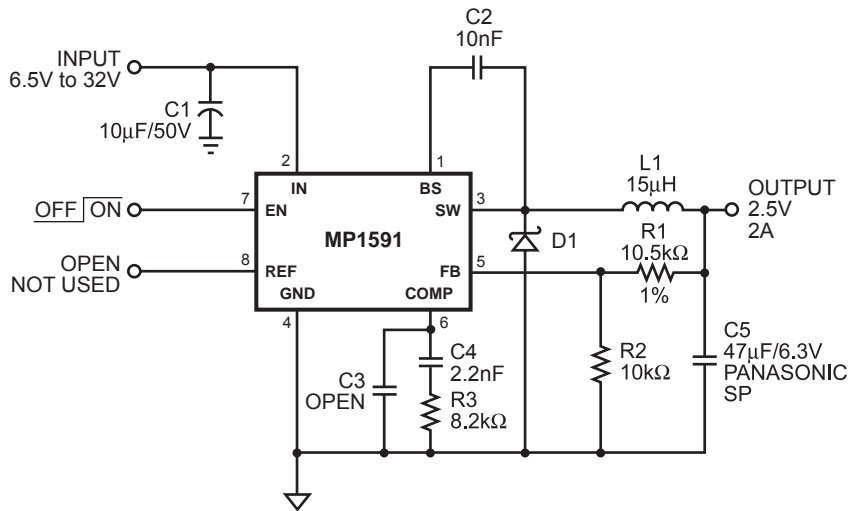 C2
10nF
INPUT
6.5V to 32V
C1
10µF/50V
2
1
IN
BS
L1
15µH
OFF ON
7
EN
SW
3
OUTPUT
2.5V
2A
MP1591
D1
R1
10.5kΩ
1%
OPEN
NOT USED
8
REF
FB
5
GND
COMP
4
6
C4
2.2nF
C3
OPEN
R3
8.2kΩ
R2
10kΩ
C5
47µF/6.3V
PANASONIC
SP